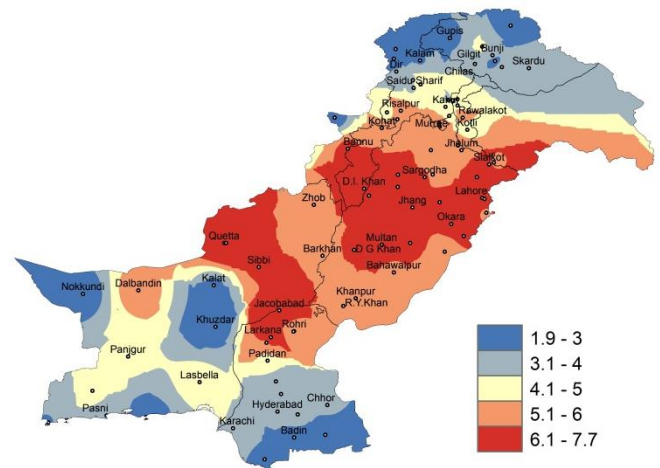 Gupis
Kalam
Gilgit
Bunji
Dir
Chilas
Skardu
Saidu Sharif
Risalpur
Rawalakot
Kohat
Kotli
Bannu
Jhelum
Sialkot
D.I. Khan
Sargodha
Zhob
Jhang
Lahore
Okara
Quetta
Multan
Barkhan
D G Khan
Sibbi
Bahawalpur
Kalat
Nokkundi
Dalbandin
Khanpur
R.Y.Khan
Jacobabad
Khuzdar
Larkana
Rohri
1.9 - 3
Panjgur
Padidan
3.1 - 4
Lasbella
4.1 - 5
Pasni
Hyderabad
Chhor
5.1 - 6
Karachi
Badin
6.1 - 7.7